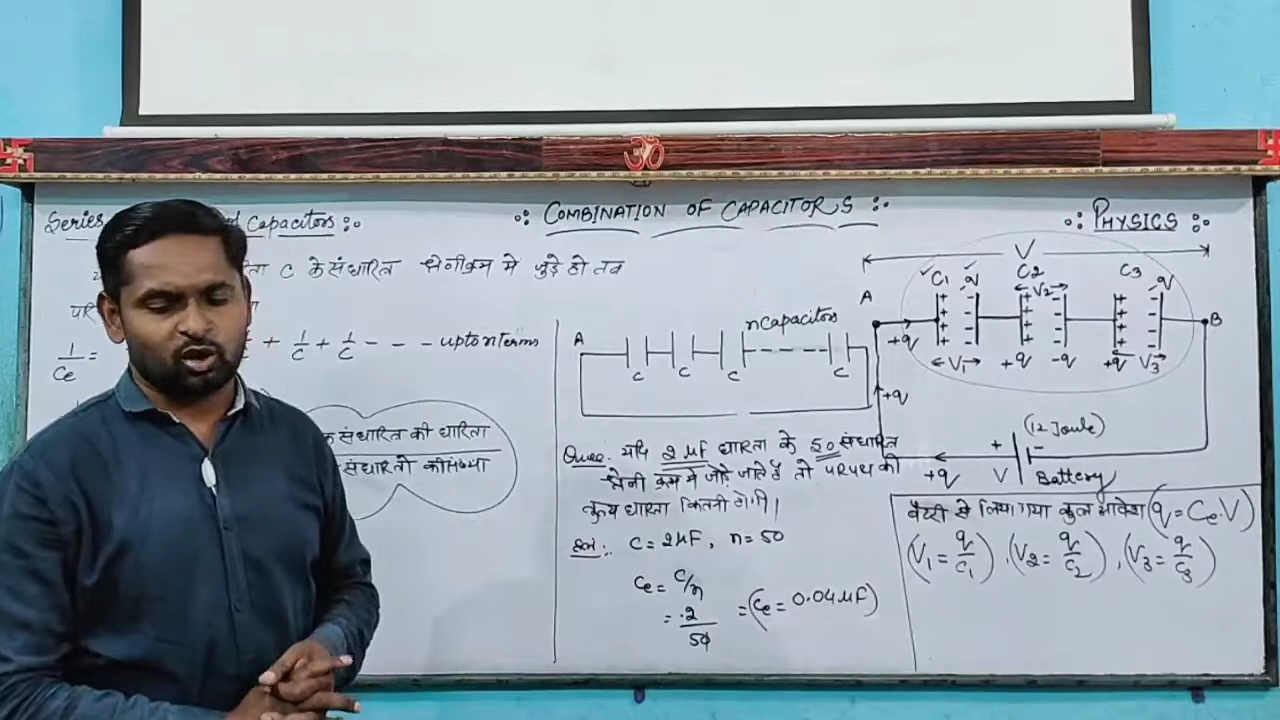 :: COMBINATION OF CAPACITORS ::
:: PHYSICS ::
Series
Capacitors :.
C के संधारित श्रेणीक्रम मे जुड़े हो तब
1/Ce =
+ 1/C + 1/C - - - upto n terms
संधारित की धारिता
संधारितो की संख्या
A
n capacitors
C C C C
Ques. यदि 2 μF धारिता के 50 संधारित
श्रेनी क्रम मे जोड़े जाते हैं तो परिपथ की
कुल धारिता कितनी होगी।
Sol:. C = 2μF, n = 50
Ce = C/n
= 2/50 = (Ce = 0.04 μF)
V
C1 -q C2 C3 -q
V2
A
B
+q V1 +q -q +q V3
+q
(12 Joule)
+ -
+q V Battery
बैटरी से लिया गया कुल आवेश (q = Ce.V)
(V1 = q/C1), (V2 = q/C2), (V3 = q/C3)